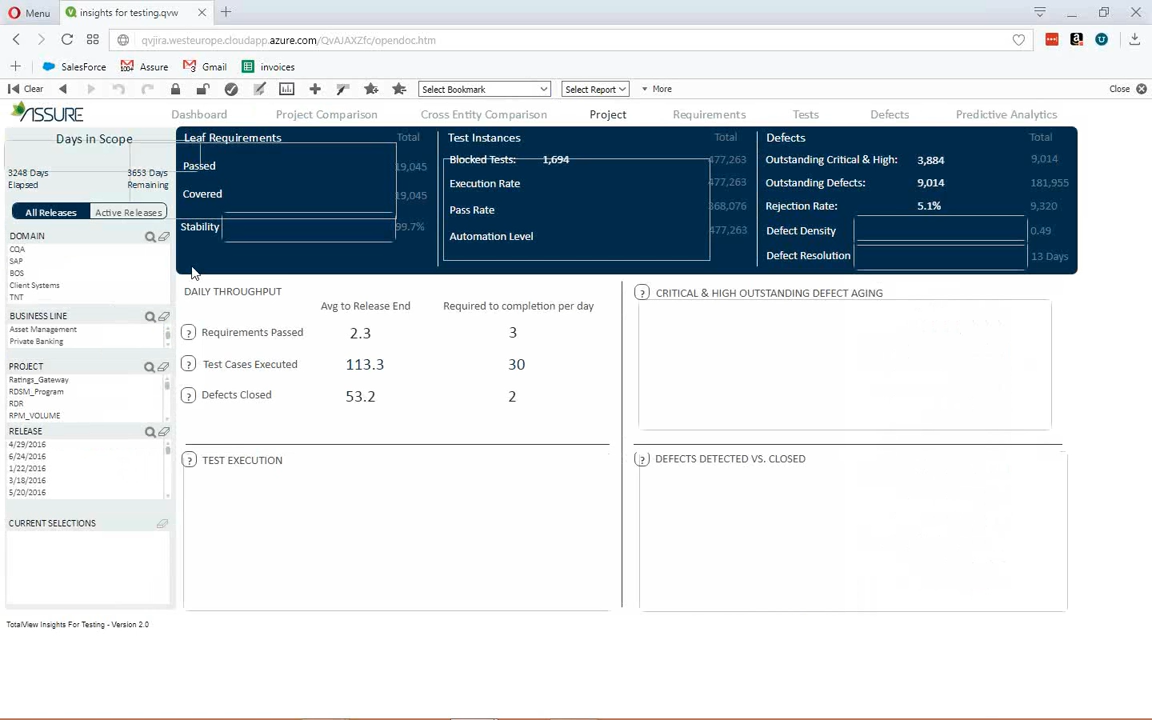 Menu
insights for testing.qvw
qvjira.westeurope.cloudapp.azure.com/QvAJAXZfc/opendoc.htm
SalesForce Assure Gmail invoices
Clear Select Bookmark Select Report More Close
ASSURE
Dashboard Project Comparison Cross Entity Comparison Project Requirements Tests Defects Predictive Analytics
Days in Scope
3248 Days 3653 Days
Elapsed Remaining
All Releases Active Releases
DOMAIN
CQA
SAP
BOS
Client Systems
TNT
BUSINESS LINE
Asset Management
Private Banking
PROJECT
Ratings_Gateway
RDSM_Program
RDR
RPM_VOLUME
RELEASE
4/29/2016
6/24/2016
1/22/2016
3/18/2016
5/20/2016
CURRENT SELECTIONS
TotalView Insights For Testing - Version 2.0
Leaf Requirements Total
Passed 19,045
Covered 19,045
Stability 99.7%
Test Instances Total
Blocked Tests: 1,694 477,263
Execution Rate 477,263
Pass Rate 368,076
Automation Level 477,263
Defects Total
Outstanding Critical & High: 3,884 9,014
Outstanding Defects: 9,014 181,955
Rejection Rate: 5.1% 9,320
Defect Density 0.49
Defect Resolution 13 Days
DAILY THROUGHPUT
Avg to Release End Required to completion per day
? Requirements Passed 2.3 3
? Test Cases Executed 113.3 30
? Defects Closed 53.2 2
? CRITICAL & HIGH OUTSTANDING DEFECT AGING
? TEST EXECUTION
? DEFECTS DETECTED VS. CLOSED